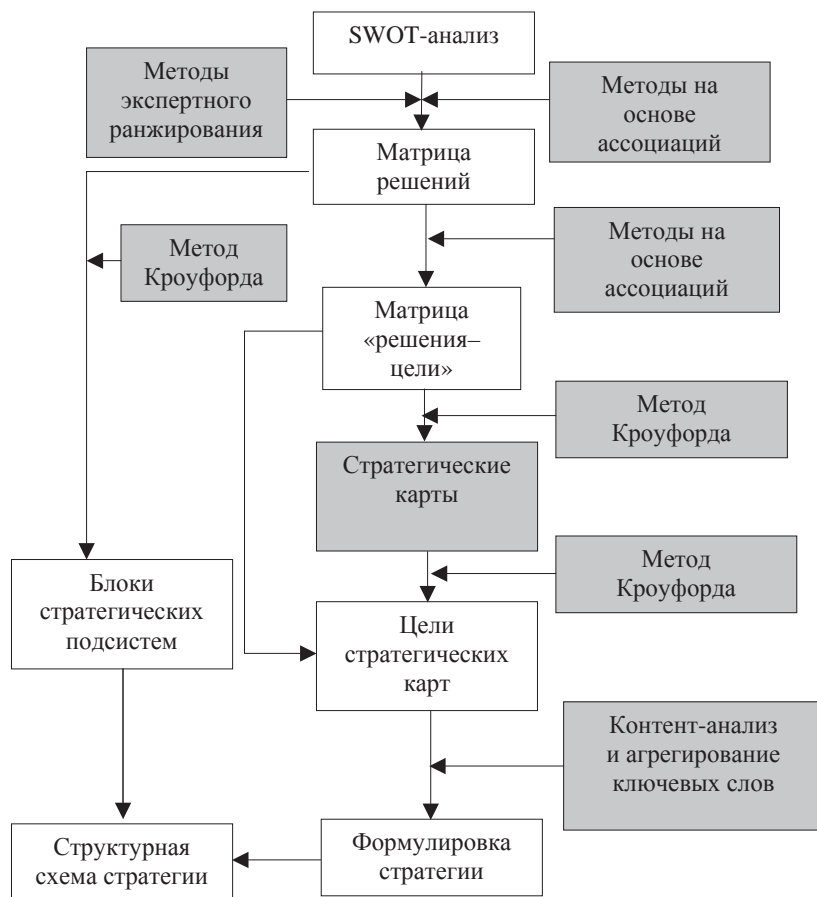 SWOT-анализ
Методы
экспертного
ранжирования
Методы на
основе
ассоциаций
Матрица
решений
Метод
Кроуфорда
Методы на
основе
ассоциаций
Матрица
«решения–
цели»
Метод
Кроуфорда
Стратегические
карты
Метод
Кроуфорда
Блоки
стратегических
подсистем
Цели
стратегических
карт
Контент-анализ
и агрегирование
ключевых слов
Структурная
схема стратегии
Формулировка
стратегии